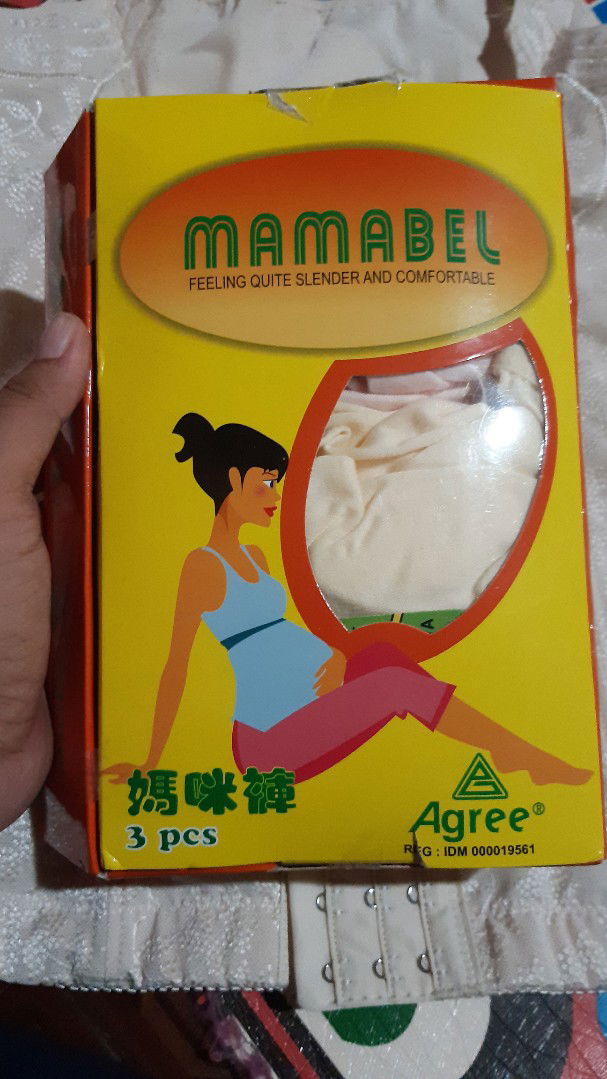 MAMABEL
FEELING QUITE SLENDER AND COMFORTABLE
媽咪褲
3 pcs
Agree®
REG : IDM 000019561